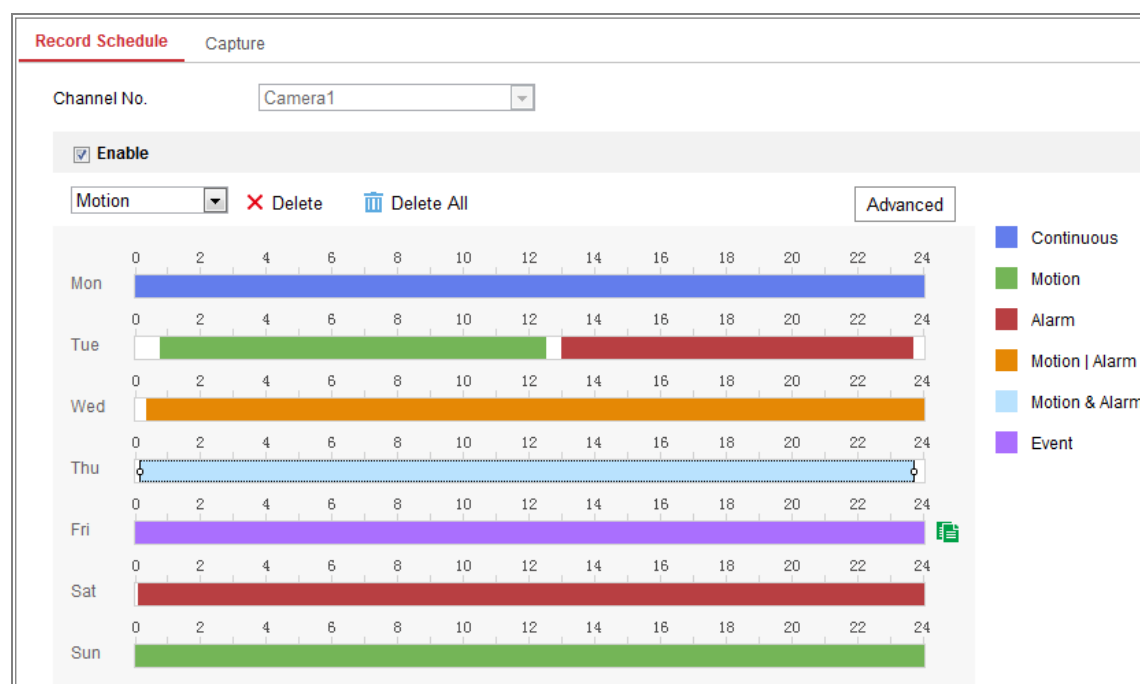 Record Schedule Capture
Channel No. Camera1
Enable
Motion Delete Delete All Advanced
0 2 4 6 8 10 12 14 16 18 20 22 24
Mon
0 2 4 6 8 10 12 14 16 18 20 22 24
Tue
0 2 4 6 8 10 12 14 16 18 20 22 24
Wed
0 2 4 6 8 10 12 14 16 18 20 22 24
Thu
0 2 4 6 8 10 12 14 16 18 20 22 24
Fri
0 2 4 6 8 10 12 14 16 18 20 22 24
Sat
0 2 4 6 8 10 12 14 16 18 20 22 24
Sun
Continuous
Motion
Alarm
Motion | Alarm
Motion & Alarm
Event